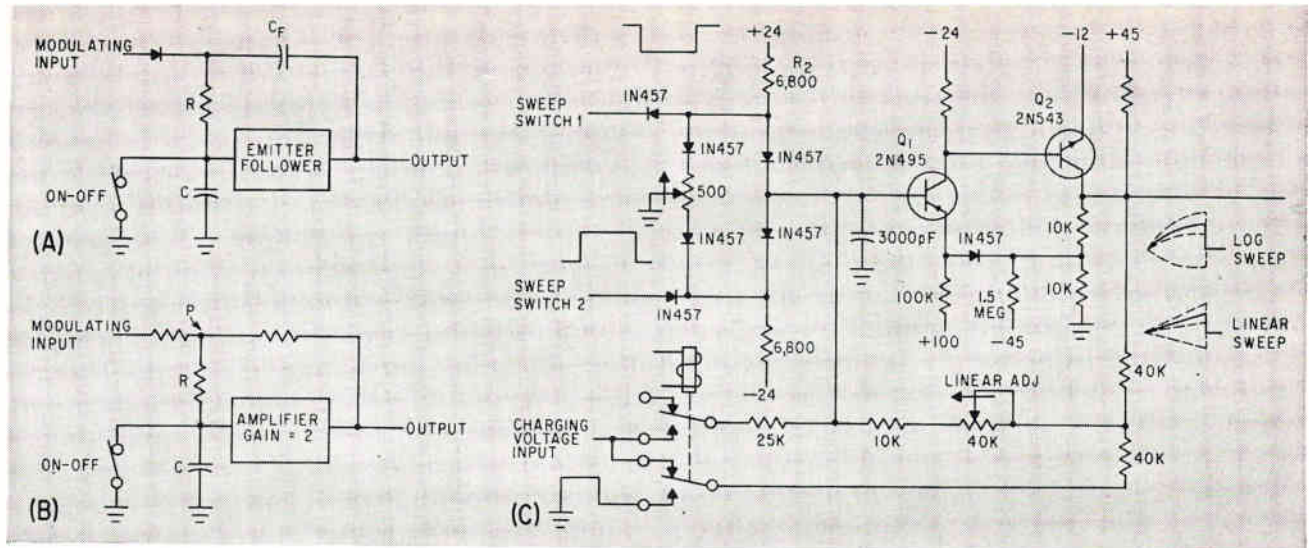 MODULATING
INPUT
CF
R
EMITTER
FOLLOWER
OUTPUT
ON-OFF
C
(A)
MODULATING
INPUT
P
R
AMPLIFIER
GAIN = 2
OUTPUT
ON-OFF
C
(B)
+24
R2
6,800
IN457
SWEEP
SWITCH 1
IN457
IN457
500
IN457
IN457
SWEEP
SWITCH 2
IN457
6,800
-24
CHARGING
VOLTAGE
INPUT
25K
10K
LINEAR ADJ
40K
(C)
-24
Q1
2N495
3000pF
IN457
100K
+100
1.5
MEG
-45
-12
+45
Q2
2N543
10K
10K
LOG
SWEEP
LINEAR
SWEEP
40K
40K